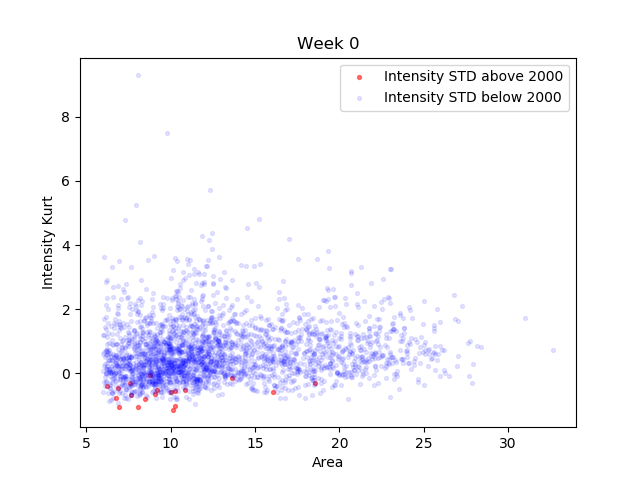 Week 0
Intensity STD above 2000
Intensity STD below 2000
8
6
4
2
0
Intensity Kurt
5 10 15 20 25 30
Area